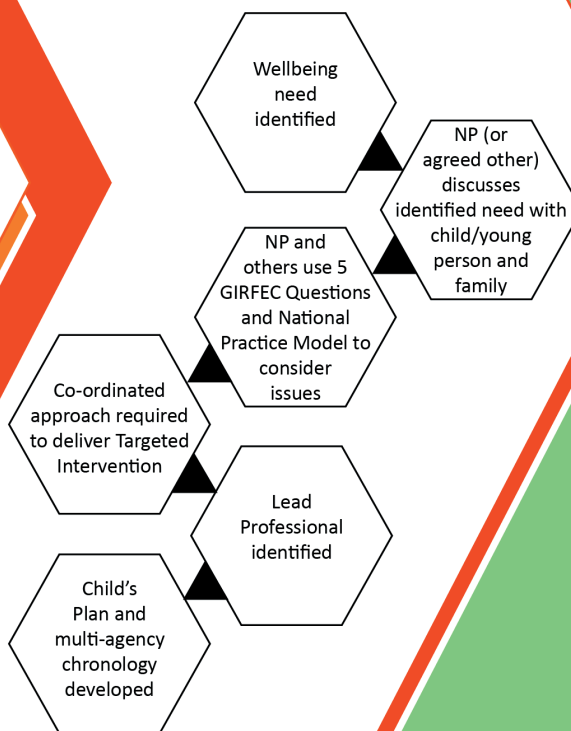 Wellbeing
need
identified
NP (or
agreed other)
discusses
identified need with
child/young
person and
family
NP and
others use 5
GIRFEC Questions
and National
Practice Model to
consider
issues
Co-ordinated
approach required
to deliver Targeted
Intervention
Lead
Professional
identified
Child’s
Plan and
multi-agency
chronology
developed